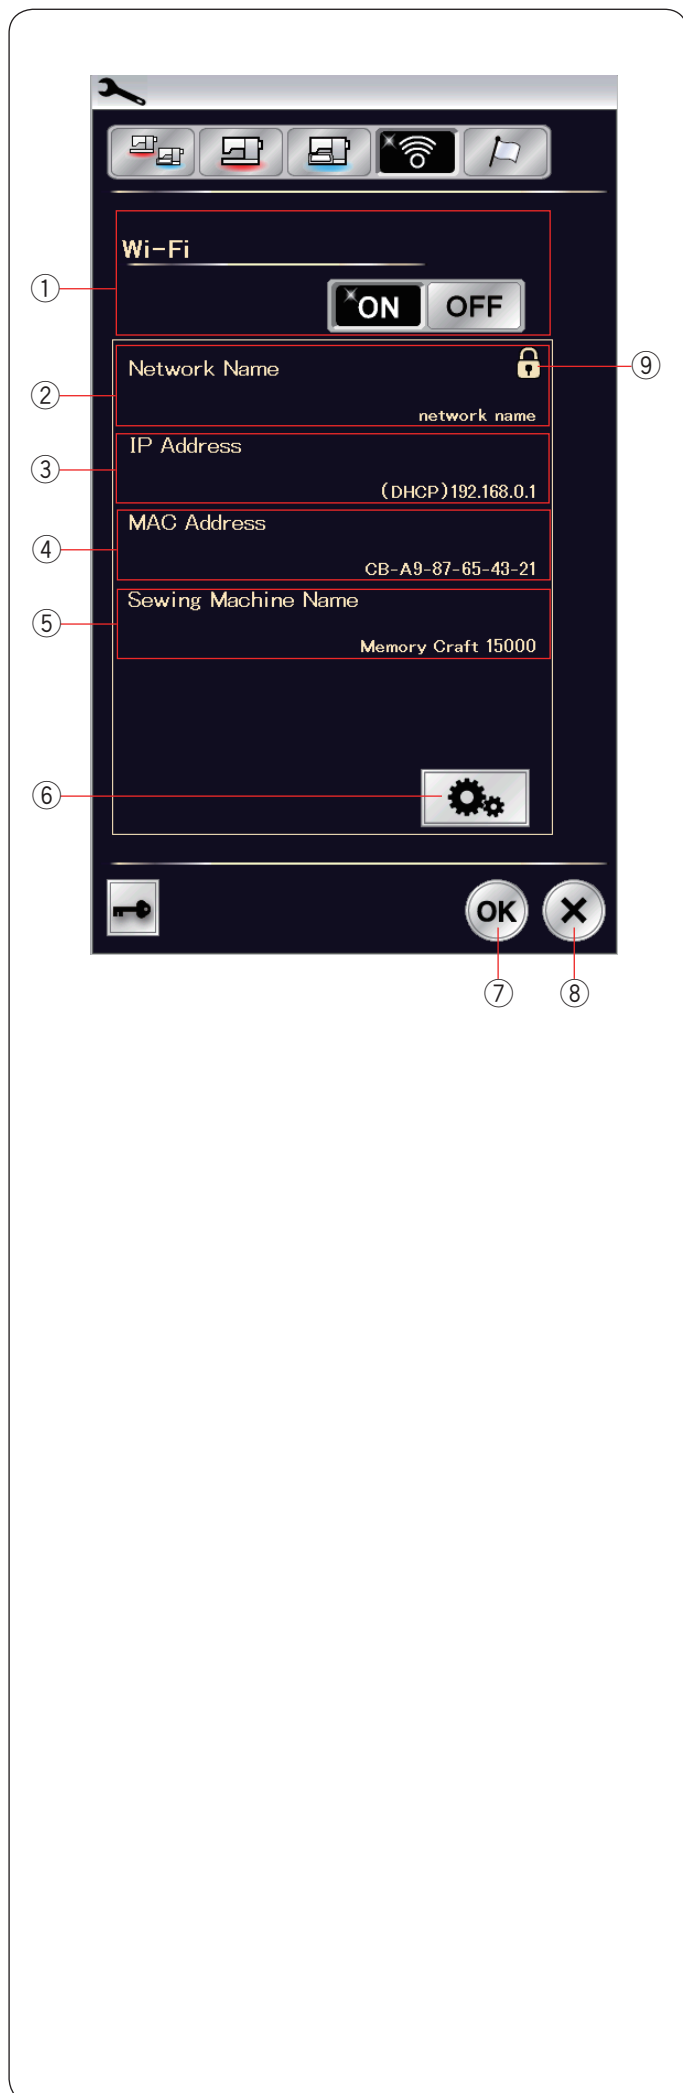 Wi-Fi
① ON OFF
Network Name ⑨
②
network name
IP Address
③
(DHCP)192.168.0.1
MAC Address
④
CB-A9-87-65-43-21
Sewing Machine Name
⑤
Memory Craft 15000
⑥
OK
⑦ ⑧